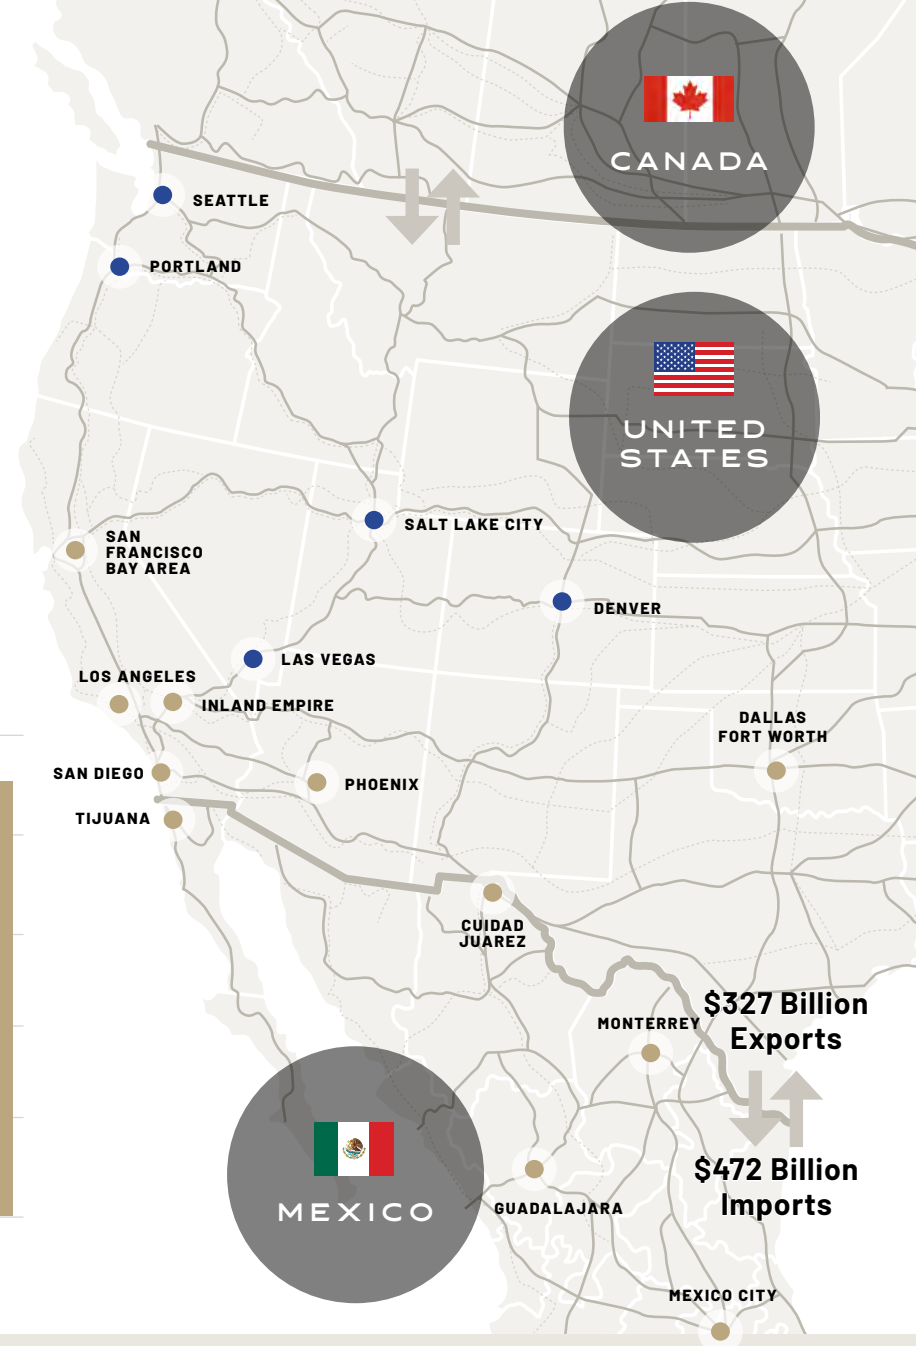 CANADA
SEATTLE
PORTLAND
UNITED
STATES
SALT LAKE CITY
SAN
FRANCISCO
BAY AREA
DENVER
LAS VEGAS
LOS ANGELES
INLAND EMPIRE
DALLAS
FORT WORTH
SAN DIEGO
PHOENIX
TIJUANA
CUIDAD
JUAREZ
$327 Billion
Exports
MONTERREY
$472 Billion
Imports
MEXICO
GUADALAJARA
MEXICO CITY